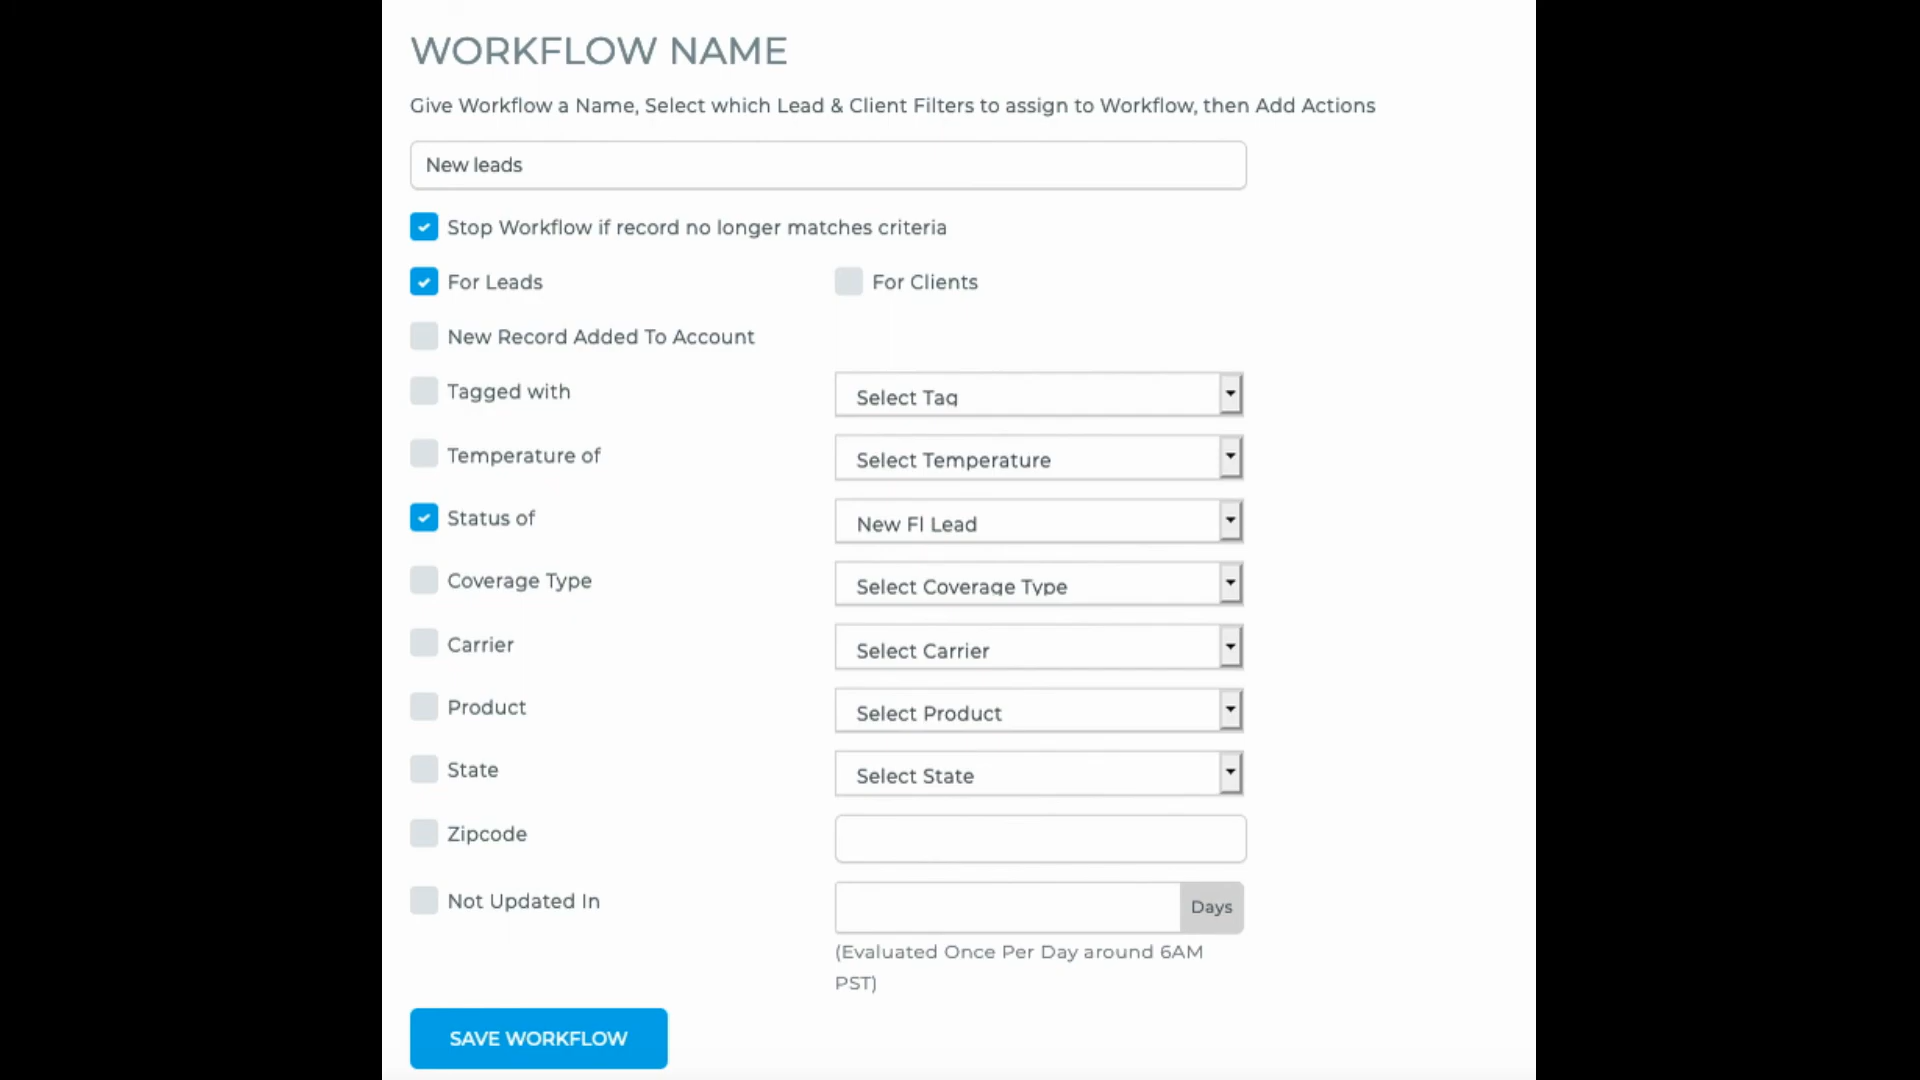 WORKFLOW NAME
Give Workflow a Name, Select which Lead & Client Filters to assign to Workflow, then Add Actions
New leads
Stop Workflow if record no longer matches criteria
For Leads
For Clients
New Record Added To Account
Tagged with
Select Tag
Temperature of
Select Temperature
Status of
New FI Lead
Coverage Type
Select Coverage Type
Carrier
Select Carrier
Product
Select Product
State
Select State
Zipcode
Not Updated In
Days
(Evaluated Once Per Day around 6AM
PST)
SAVE WORKFLOW